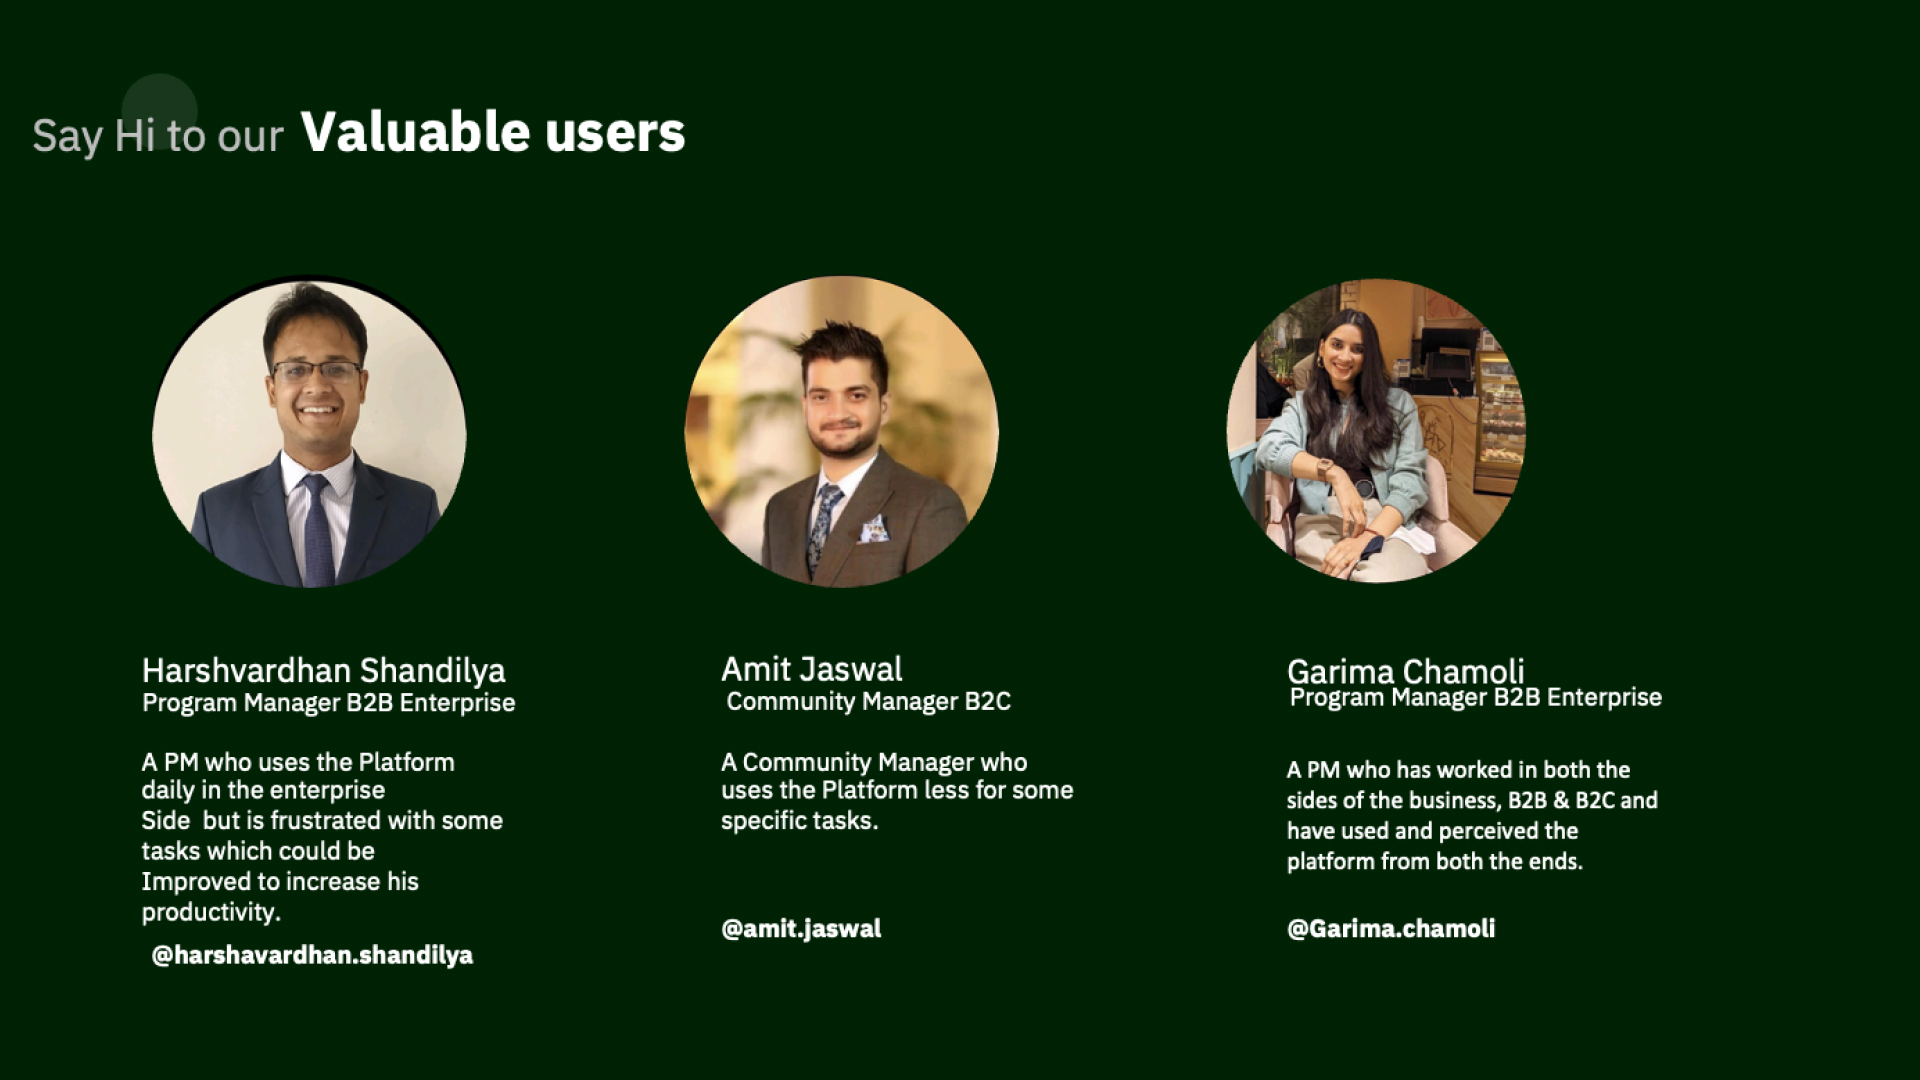 Say Hi to our Valuable users
Harshvardhan Shandilya
Program Manager B2B Enterprise
A PM who uses the Platform
daily in the enterprise
Side  but is frustrated with some
tasks which could be
Improved to increase his
productivity.
@harshavardhan.shandilya
Amit Jaswal
Community Manager B2C
A Community Manager who
uses the Platform less for some
specific tasks.
@amit.jaswal
Garima Chamoli
Program Manager B2B Enterprise
A PM who has worked in both the
sides of the business, B2B & B2C and
have used and perceived the
platform from both the ends.
@Garima.chamoli